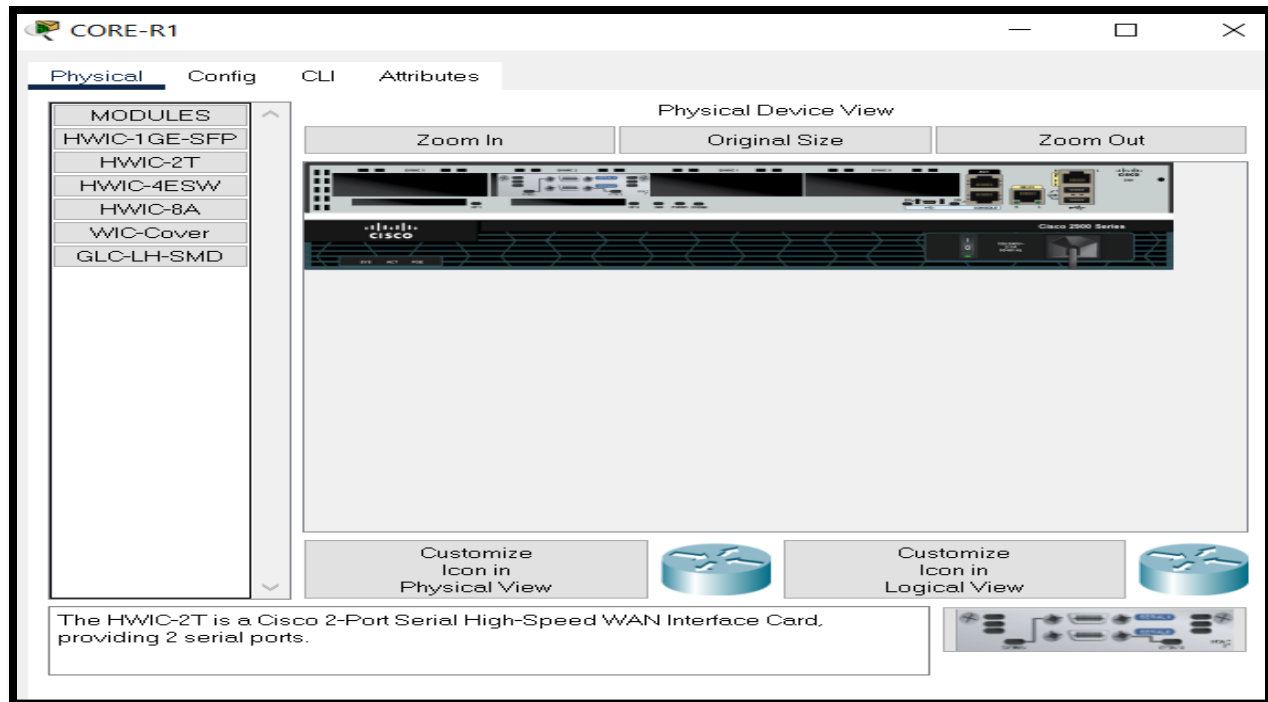 CORE-R1
Physical Config CLI Attributes
MODULES
HWIC-1GE-SFP
HWIC-2T
HWIC-4ESW
HWIC-8A
WIC-Cover
GLC-LH-SMD
Physical Device View
Zoom In Original Size Zoom Out
CISCO
Cisco 2900 Series
SYS ACT POE
Customize
Icon in
Physical View
Customize
Icon in
Logical View
The HWIC-2T is a Cisco 2-Port Serial High-Speed WAN Interface Card,
providing 2 serial ports.